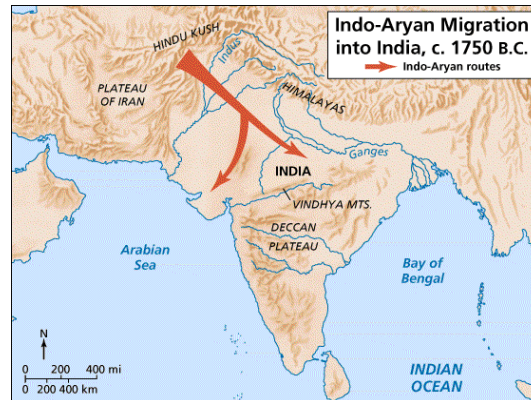 Indo-Aryan Migration
into India, c. 1750 B.C.
Indo-Aryan routes
HINDU KUSH
Indus
PLATEAU
OF IRAN
HIMALAYAS
Ganges
INDIA
VINDHYA MTS.
DECCAN
PLATEAU
Arabian
Sea
Bay of
Bengal
N
0 200 400 mi
0 200 400 km
INDIAN
OCEAN